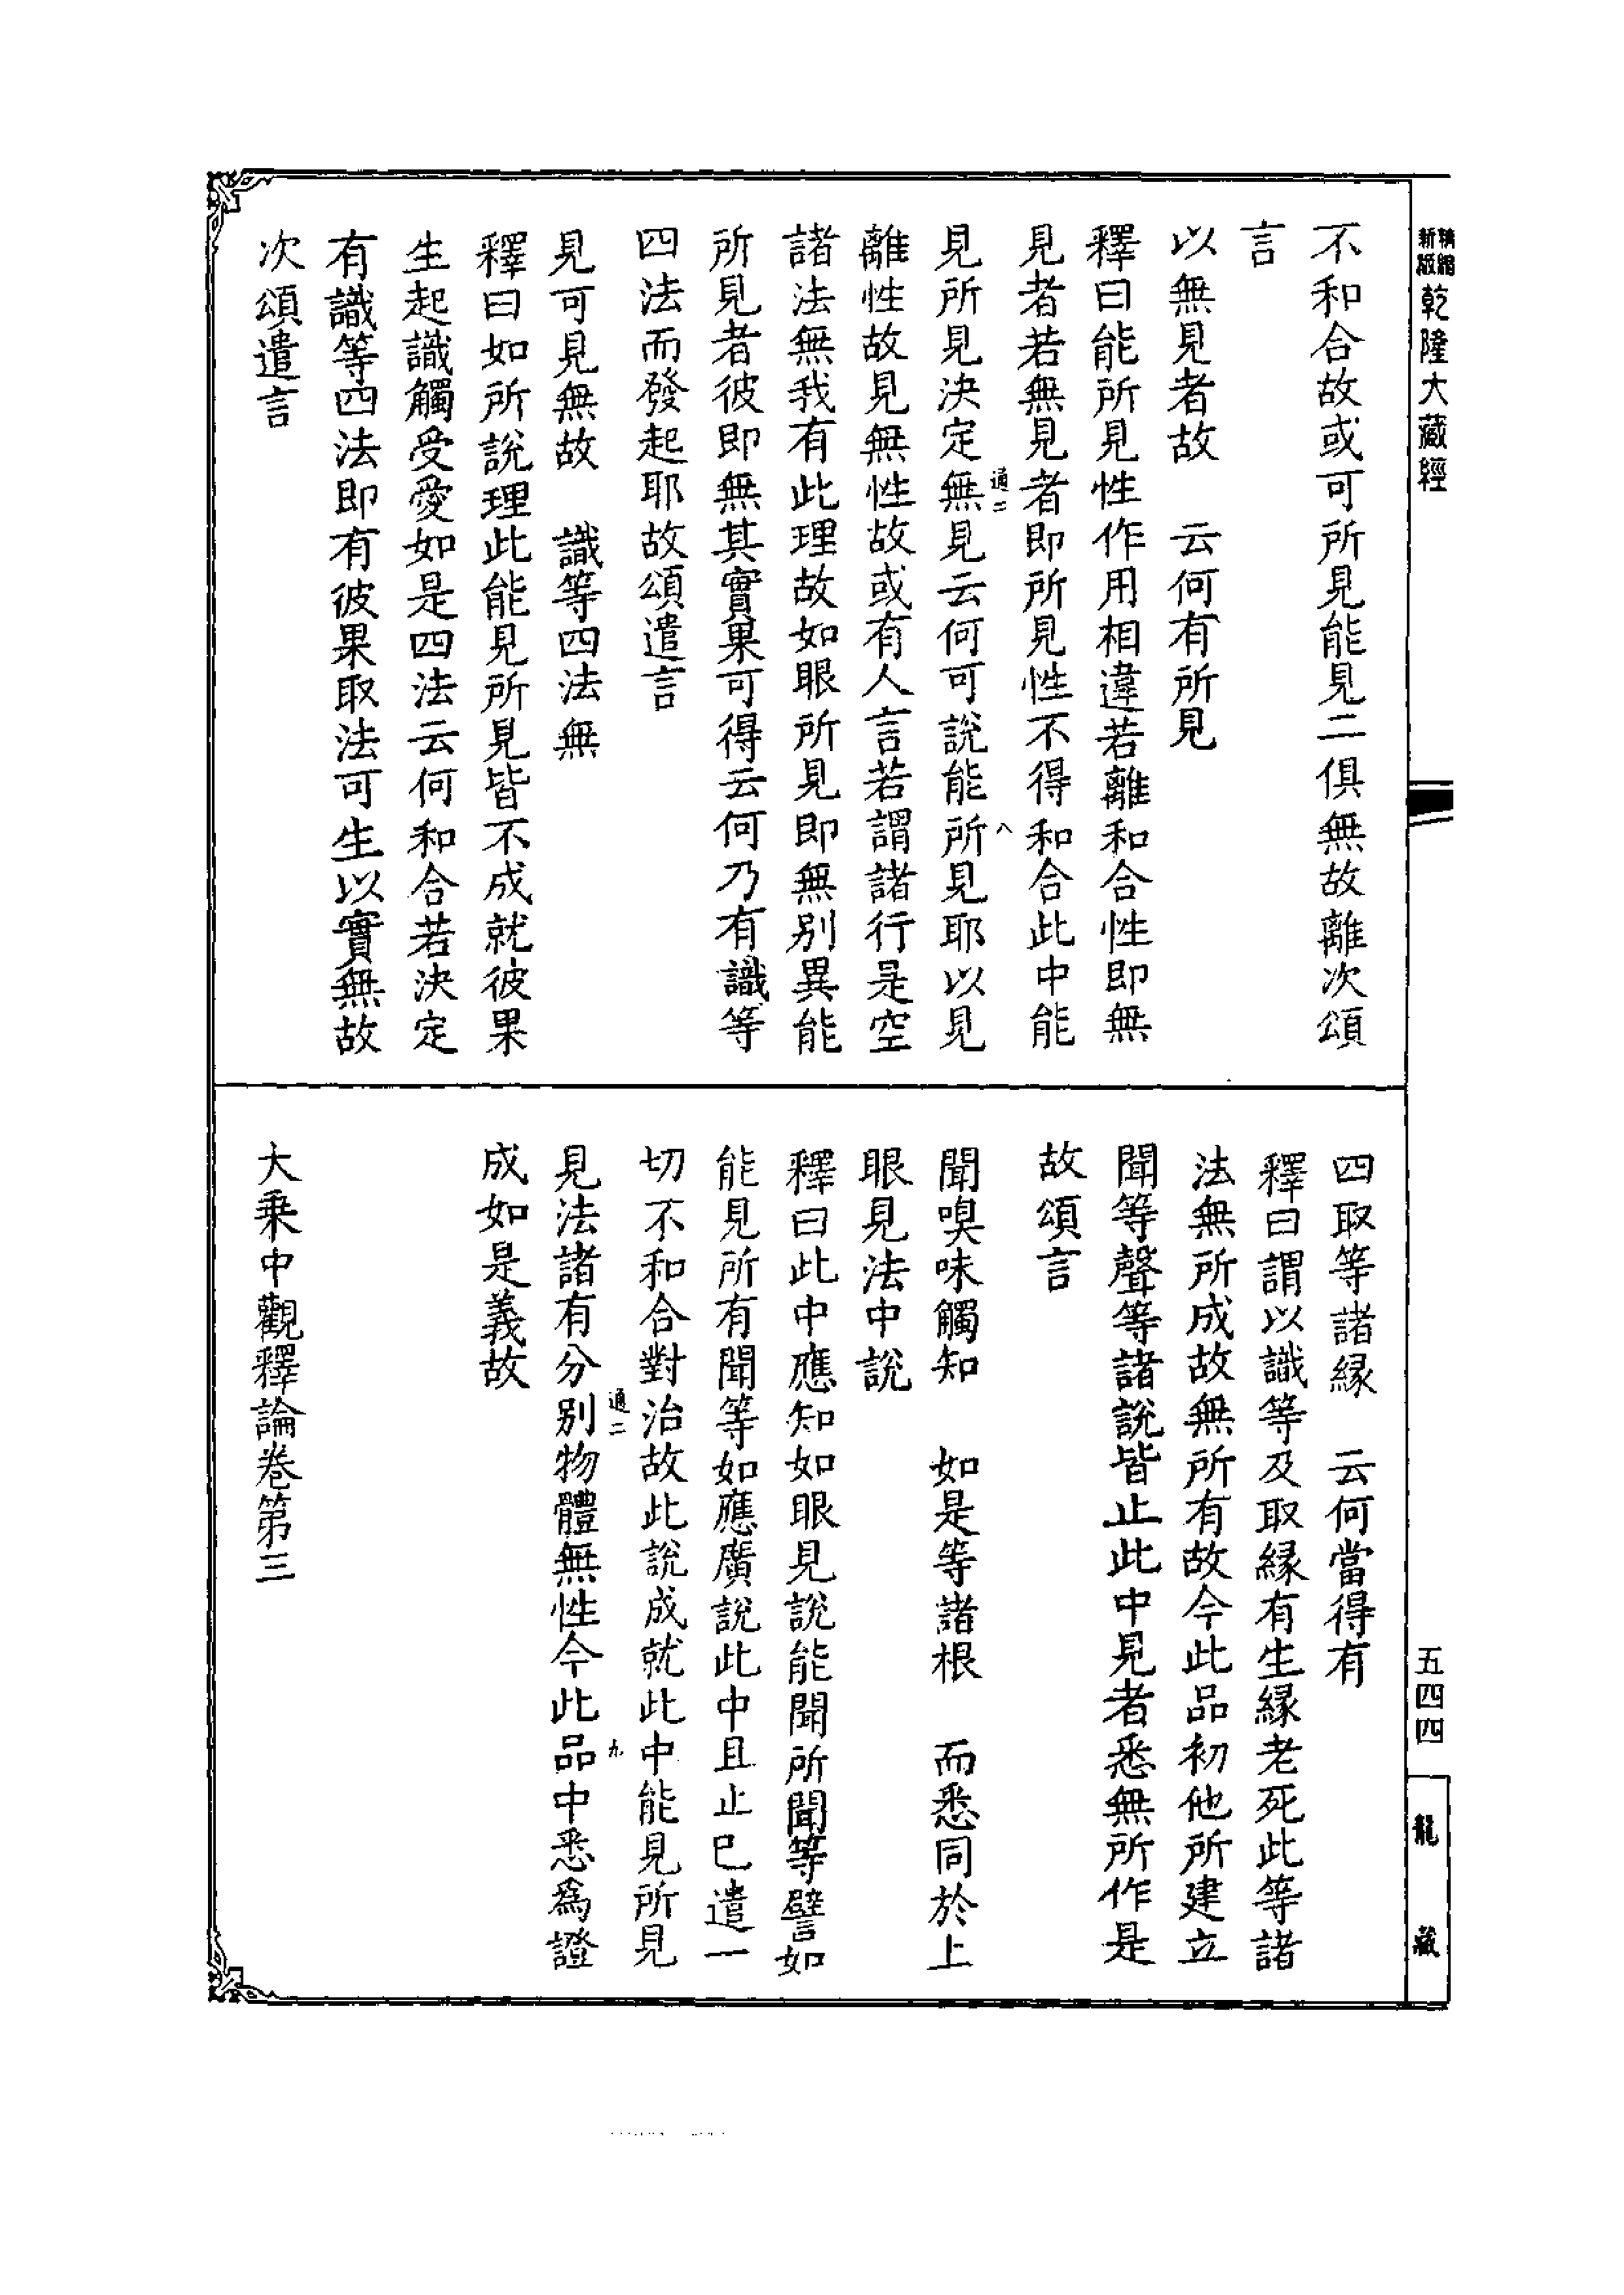 新版精縮乾隆大藏經
不和合故或可所見能見二俱無故離次頌
言
以無見者故　云何有所見
釋曰能所見性作用相違若離和合性即無
見者若無見者即所見性不得和合此中能
見所見決定無見云何可說能所見耶以見
通二
八
離性故見無性故或有人言若謂諸行是空
諸法無我有此理故如眼所見即無別異能
所見者彼即無其實果可得云何乃有識等
四法而發起耶故頌遣言
見可見無故　識等四法無
釋曰如所說理此能見所見皆不成就彼果
生起識觸受愛如是四法云何和合若決定
有識等四法即有彼果取法可生以實無故
次頌遣言
四取等諸緣　云何當得有
釋曰謂以識等及取緣有生緣老死此等諸
法無所成故無所有故今此品初他所建立
聞等聲等諸說皆止此中見者悉無所作是
故頌言
聞嗅味觸知　如是等諸根　而悉同於上
眼見法中說
釋曰此中應知如眼見說能聞所聞等譬如
能見所有聞等如應廣說此中且止已遣一
切不和合對治故此說成就此中能見所見
見法諸有分別物體無性今此品中悉為證
通二
九
成如是義故
大乘中觀釋論卷第三
五四四
龍藏